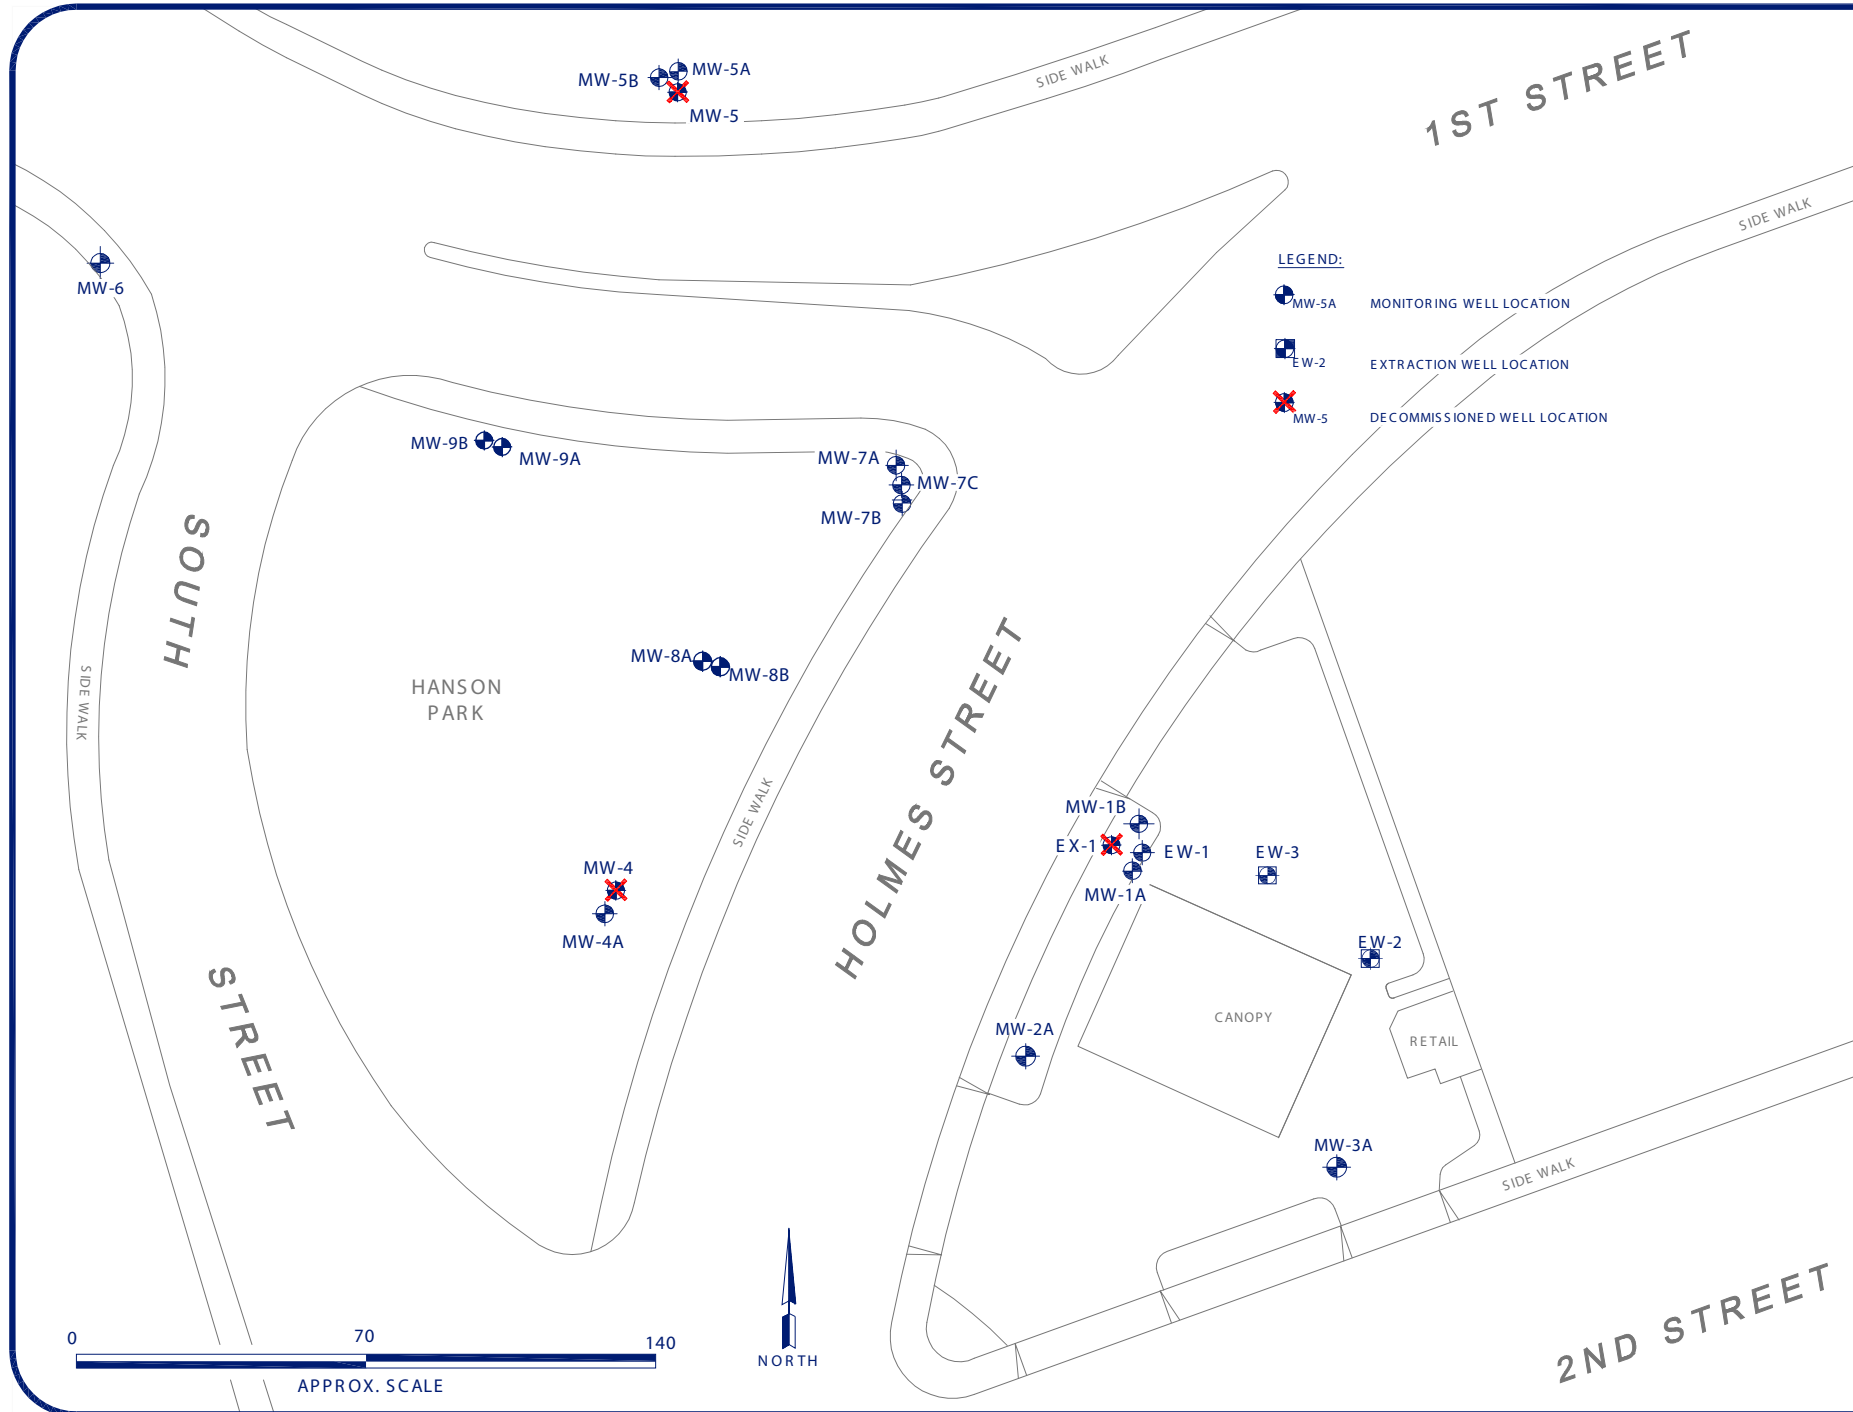 MW-5B
MW-5A
MW-5
SIDE WALK
1ST STREET
SIDE WALK
MW-6
LEGEND:
MW-5A MONITORING WELL LOCATION
EW-2 EXTRACTION WELL LOCATION
MW-5 DECOMMISSIONED WELL LOCATION
MW-9B
MW-9A
MW-7A
MW-7C
MW-7B
SOUTH
STREET
SIDE WALK
MW-8A
MW-8B
HANSON
PARK
SIDE WALK
HOLMES STREET
MW-4
MW-4A
MW-1B
EX-1
EW-1
MW-1A
EW-3
EW-2
CANOPY
RETAIL
MW-2A
MW-3A
SIDE WALK
2ND STREET
0 70 140
APPROX. SCALE
NORTH